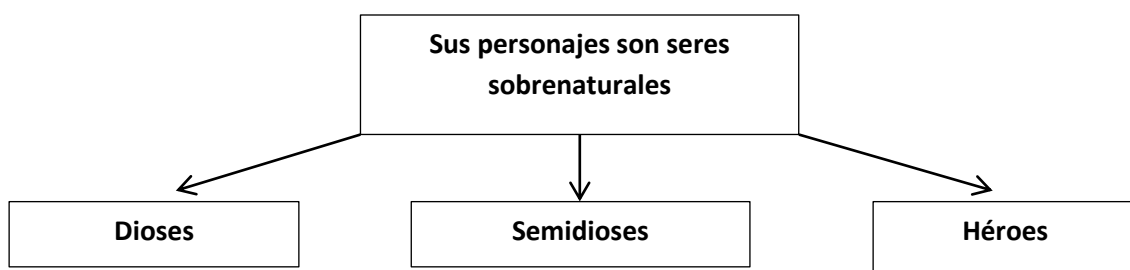 Sus personajes son seres
sobrenaturales
Dioses
Semidioses
Héroes